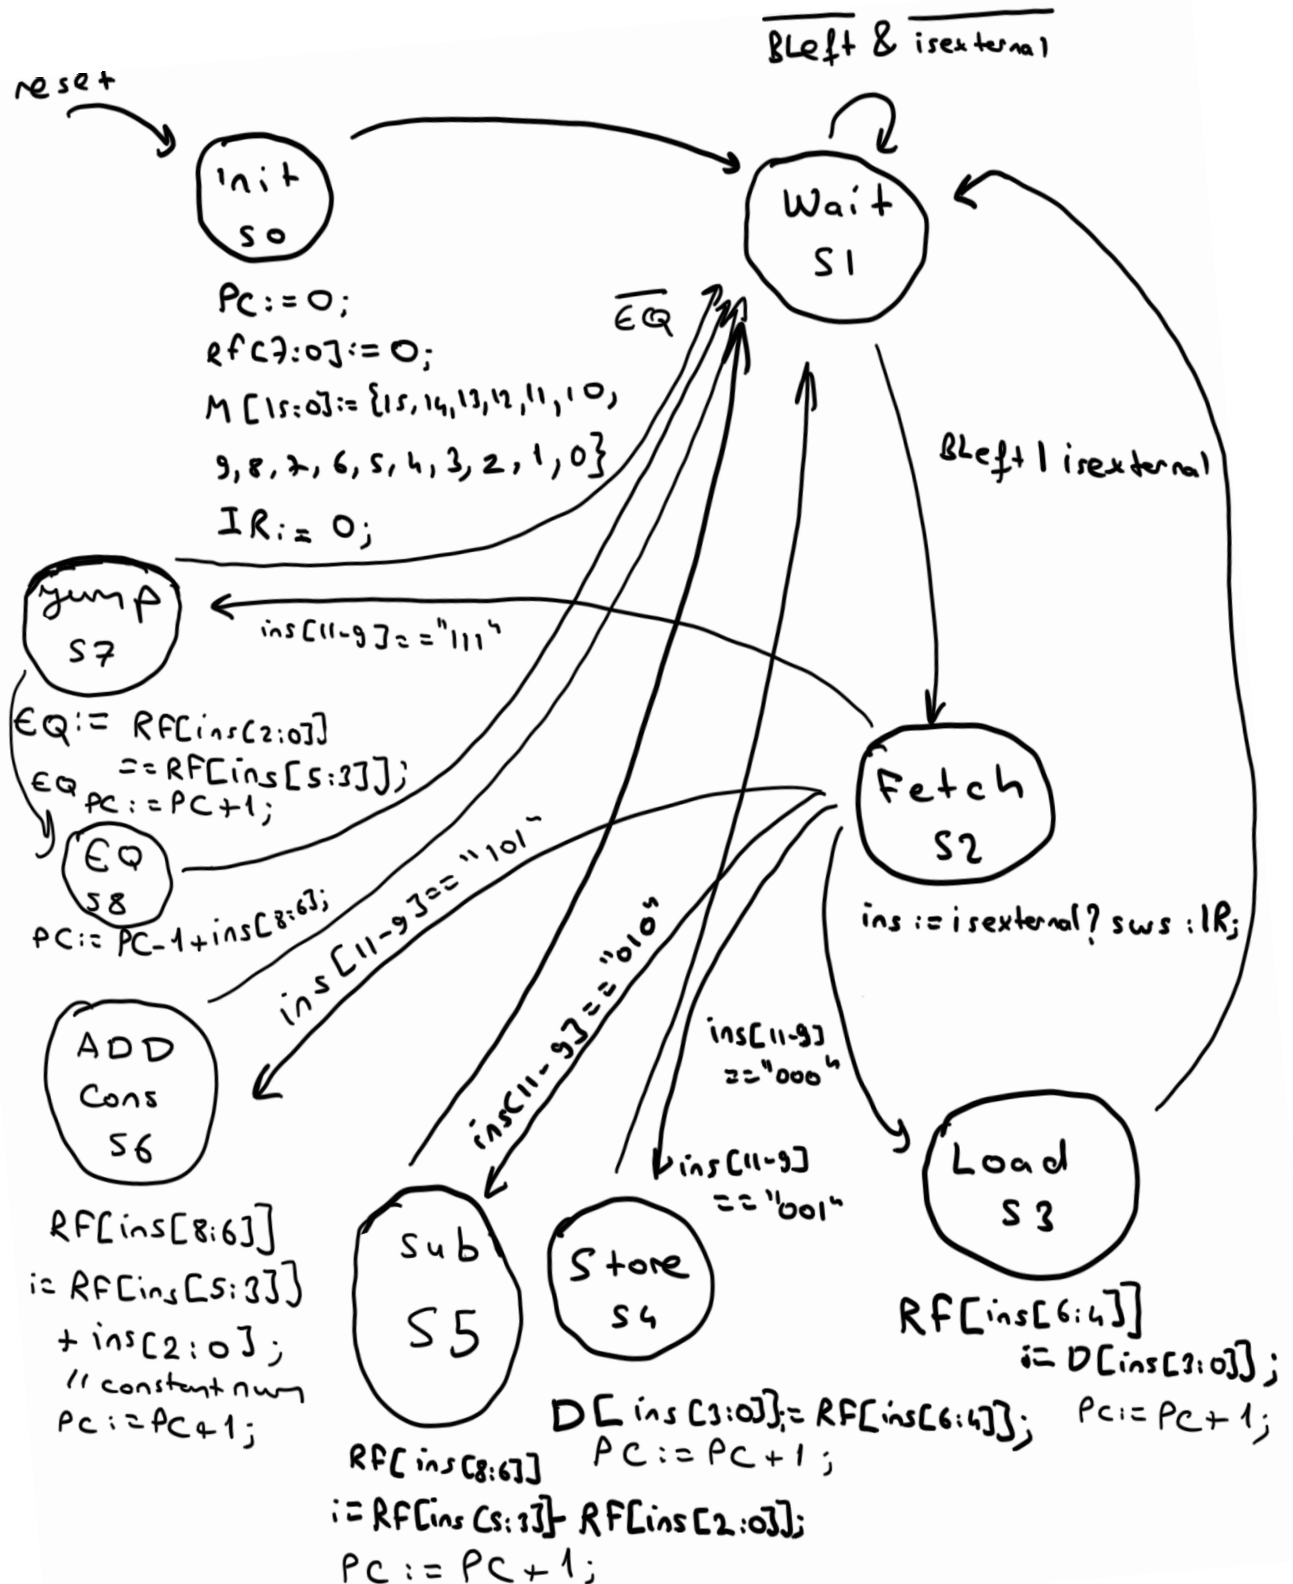 BLeft & isexternal
reset
Init
S0
Wait
S1
PC:=0;
RF[7:0]:=0;
M[15:0]:={15,14,13,12,11,10,
9,8,7,6,5,4,3,2,1,0}
IR:=0;
EQ
BLeft | isexternal
Jump
S7
ins[11-9]=="111"
EQ:= RF[ins[2:0]]
==RF[ins[5:3]];
EQ
PC:=PC+1;
EQ
S8
PC:= PC-1+ins[8:6];
Fetch
S2
ins:=isexternal? sws:IR;
ins[11-9]=="101"
ins[11-9]=="010"
ins[11-9]
=="000"
ins[11-9]
=="001"
ADD
Cons
S6
RF[ins[8:6]]
:= RF[ins[5:3]]
+ ins[2:0];
// constant num
PC:=PC+1;
Sub
S5
RF[ins[8:6]]
:=RF[ins[5:3]]- RF[ins[2:0]];
PC:=PC+1;
Store
S4
D[ins[3:0]]:=RF[ins[6:4]];
PC:=PC+1;
Load
S3
RF[ins[6:4]]
:= D[ins[3:0]];
PC:=PC+1;